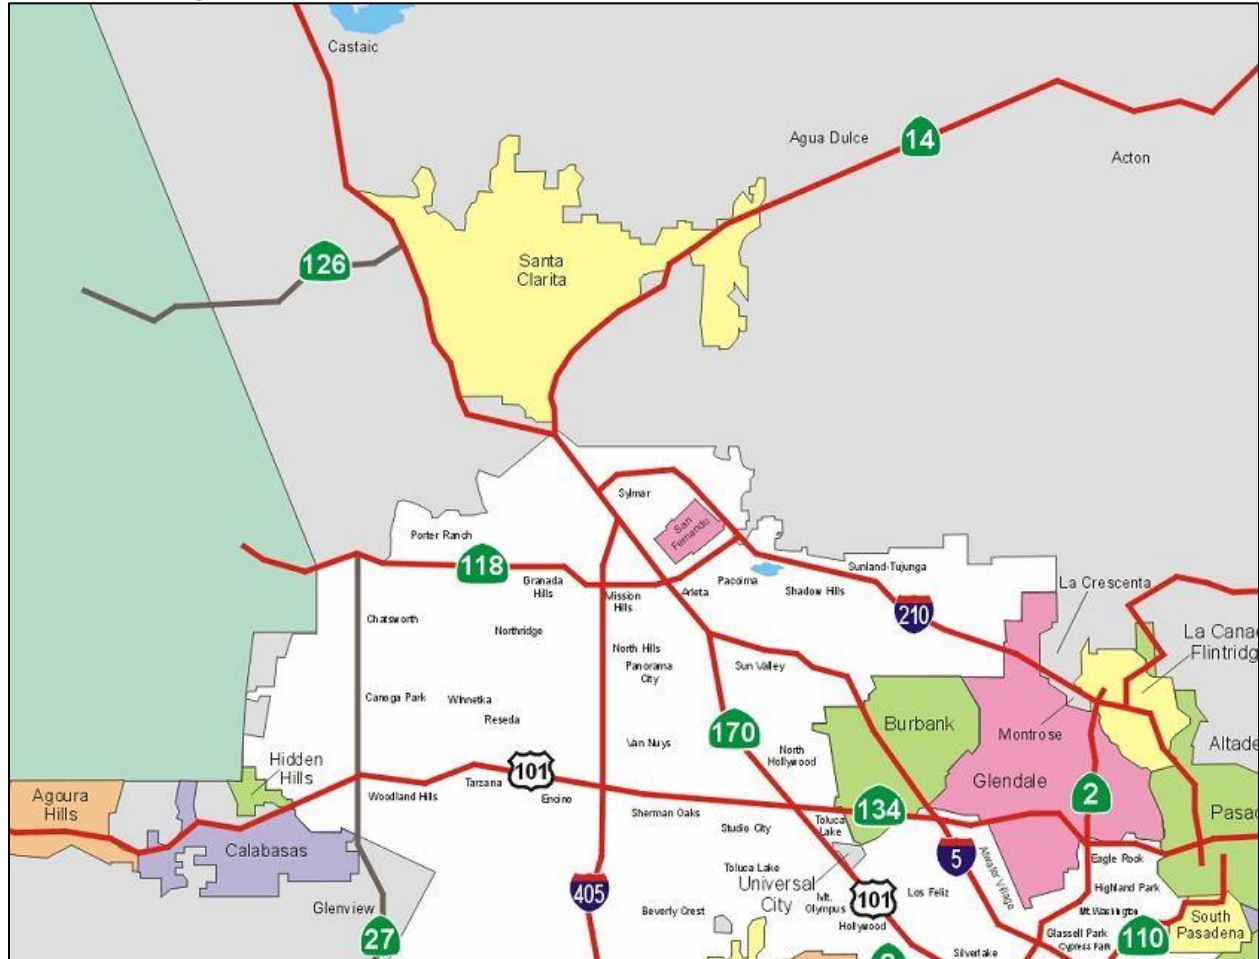 Castaic
14
Agua Dulce
Acton
126
Santa
Clarita
Sylmar
San
Fernando
Porter Ranch
118
Granada
Hills
Mission
Hills
Arleta
Pacoima
Shadow Hills
Sunland-Tujunga
La Crescenta
210
Chatsworth
Northridge
North Hills
Panorama
City
Sun Valley
La Cana
Flintridg
Canoga Park
Winnetka
Reseda
Van Nuys
170
North
Hollywood
Burbank
Montrose
Altade
Hidden
Hills
101
Tarzana
Encino
Woodland Hills
Glendale
2
Agoura
Hills
Sherman Oaks
Studio City
Toluca
Lake
134
Pasad
Calabasas
5
Atwater Village
Eagle Rock
Toluca Lake
Universal
City
Mt.
Olympus
101
Los Feliz
Highland Park
405
Glenview
Beverly Crest
Hollywood
Mt.Washington
South
Pasadena
27
Glassell Park
Cypress Park
110
Silverlake